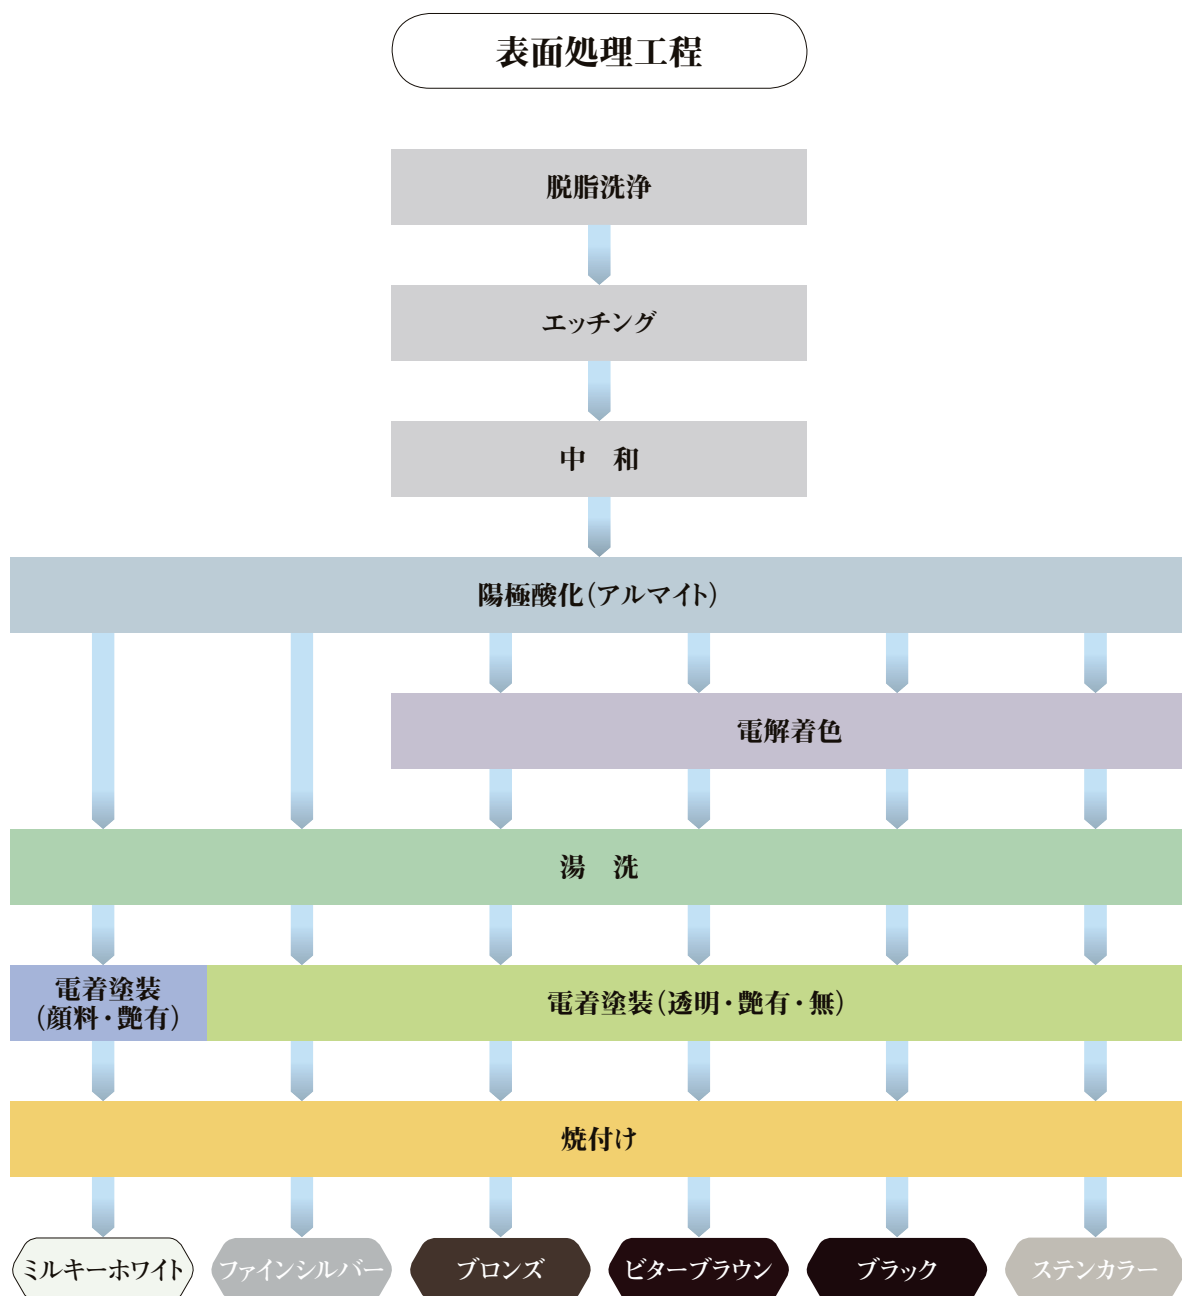 表面処理工程
脱脂洗浄
エッチング
中　和
陽極酸化(アルマイト)
電解着色
湯　洗
電着塗装
(顔料・艶有)
電着塗装(透明・艶有・無)
焼付け
ミルキーホワイト
ファインシルバー
ブロンズ
ビターブラウン
ブラック
ステンカラー